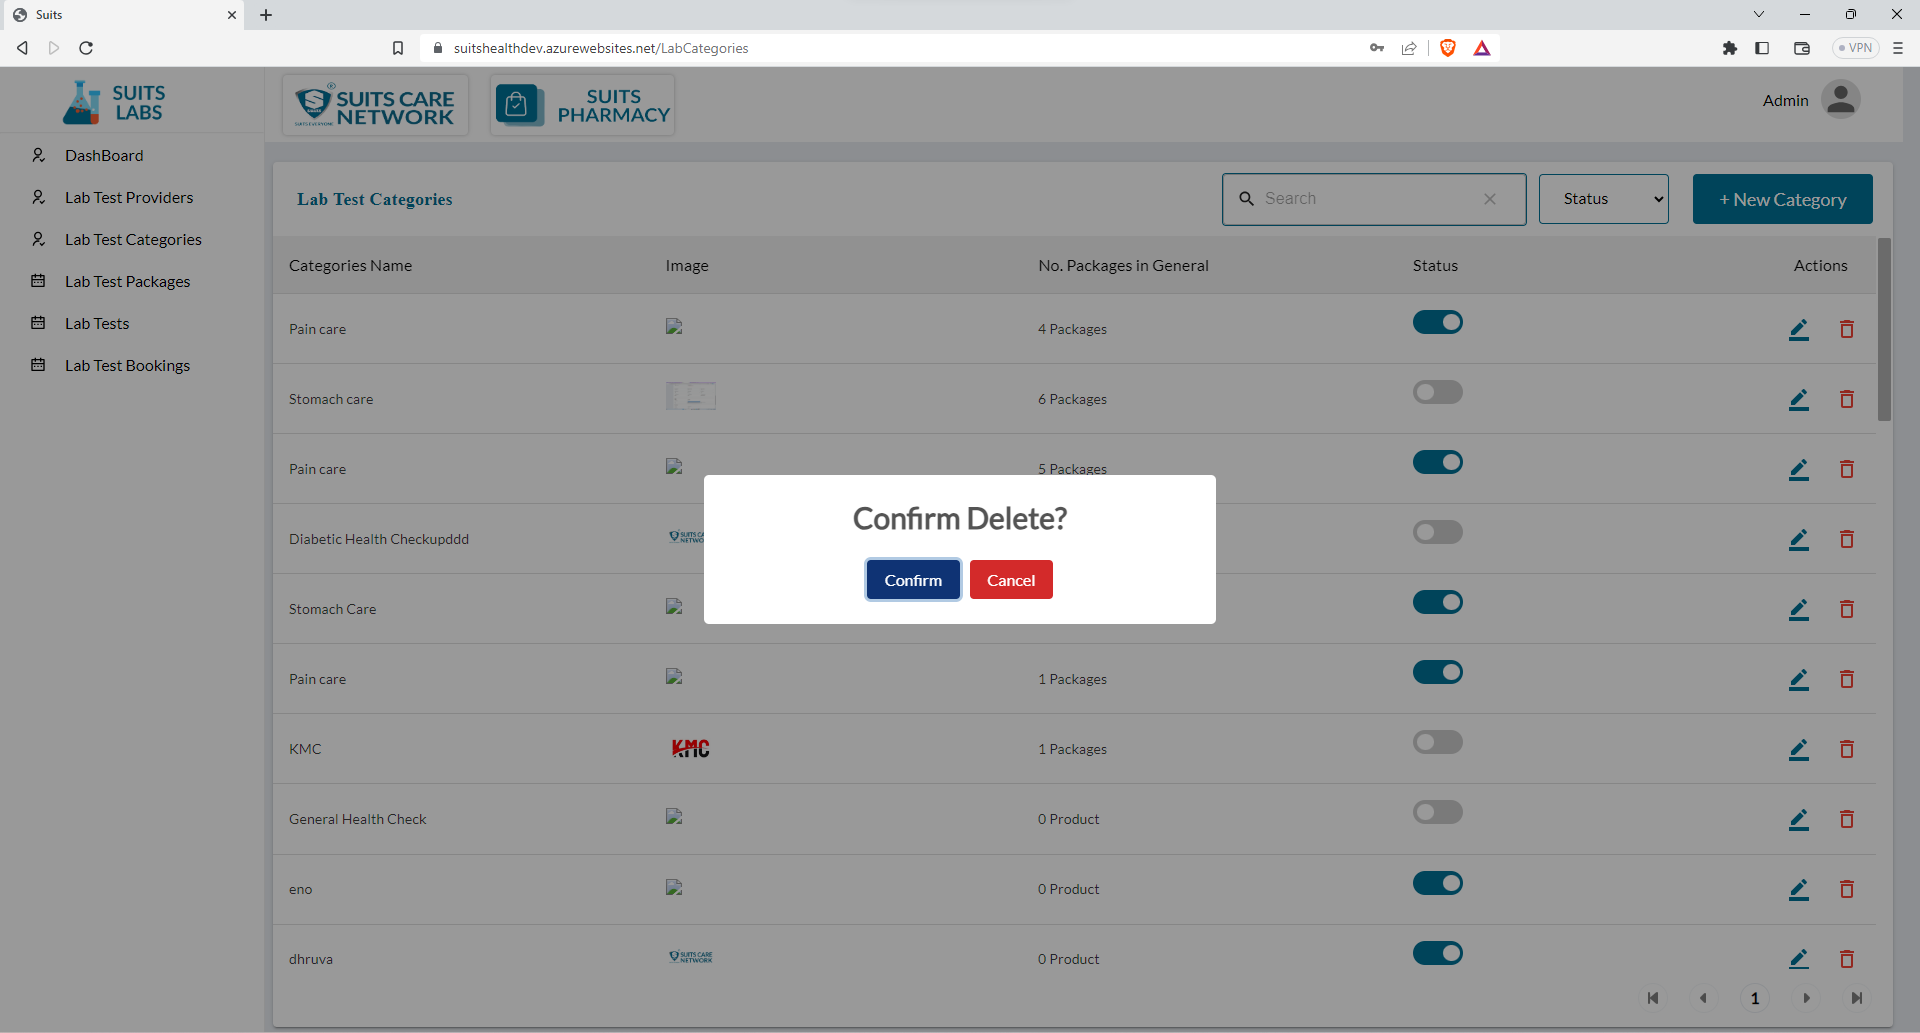 Suits
suitshealthdev.azurewebsites.net/LabCategories
VPN
SUITS LABS
SUITS CARE NETWORK
SUITS PHARMACY
Admin
DashBoard
Lab Test Providers
Lab Test Categories
Lab Test Packages
Lab Tests
Lab Test Bookings
Lab Test Categories
Search
Status
+ New Category
Categories Name Image No. Packages in General Status Actions
Pain care 4 Packages
Stomach care 6 Packages
Pain care 5 Packages
Diabetic Health Checkupddd
Stomach Care
Pain care 1 Packages
KMC KMC 1 Packages
General Health Check 0 Product
eno 0 Product
dhruva SUITS CARE NETWORK 0 Product
Confirm Delete?
Confirm Cancel
1